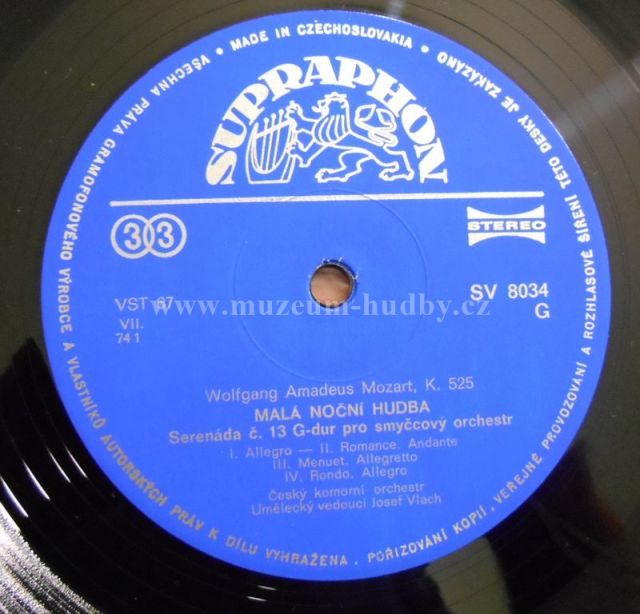 VŠECHNA PRÁVA GRAMOFONOVÉHO VÝROBCE A VLASTNÍKŮ AUTORSKÝCH PRÁV K DÍLU VYHRAŽENA. POŘIZOVÁNÍ KOPIÍ, VEŘEJNÉ PROVOZOVÁNÍ A ROZHLASOVÉ ŠÍŘENÍ TÉTO DESKY JE ZAKÁZÁNO • MADE IN CZECHOSLOVAKIA •
SUPRAPHON
33
STEREO
SV 8034
G
VST 67
VII.
741
www.muzeum-hudby.cz
Wolfgang Amadeus Mozart, K. 525
MALÁ NOČNÍ HUDBA
Serenáda č. 13 G-dur pro smyčcový orchestr
I. Allegro — II. Romance. Andante
III. Menuet. Allegretto
IV. Rondo. Allegro
Český komorní orchestr
Umělecký vedoucí Josef Vlach